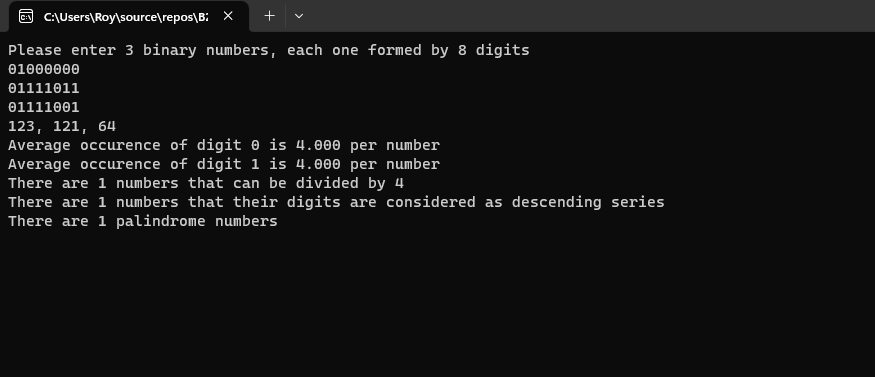 C:\Users\Roy\source\repos\B2
Please enter 3 binary numbers, each one formed by 8 digits
01000000
01111011
01111001
123, 121, 64
Average occurence of digit 0 is 4.000 per number
Average occurence of digit 1 is 4.000 per number
There are 1 numbers that can be divided by 4
There are 1 numbers that their digits are considered as descending series
There are 1 palindrome numbers